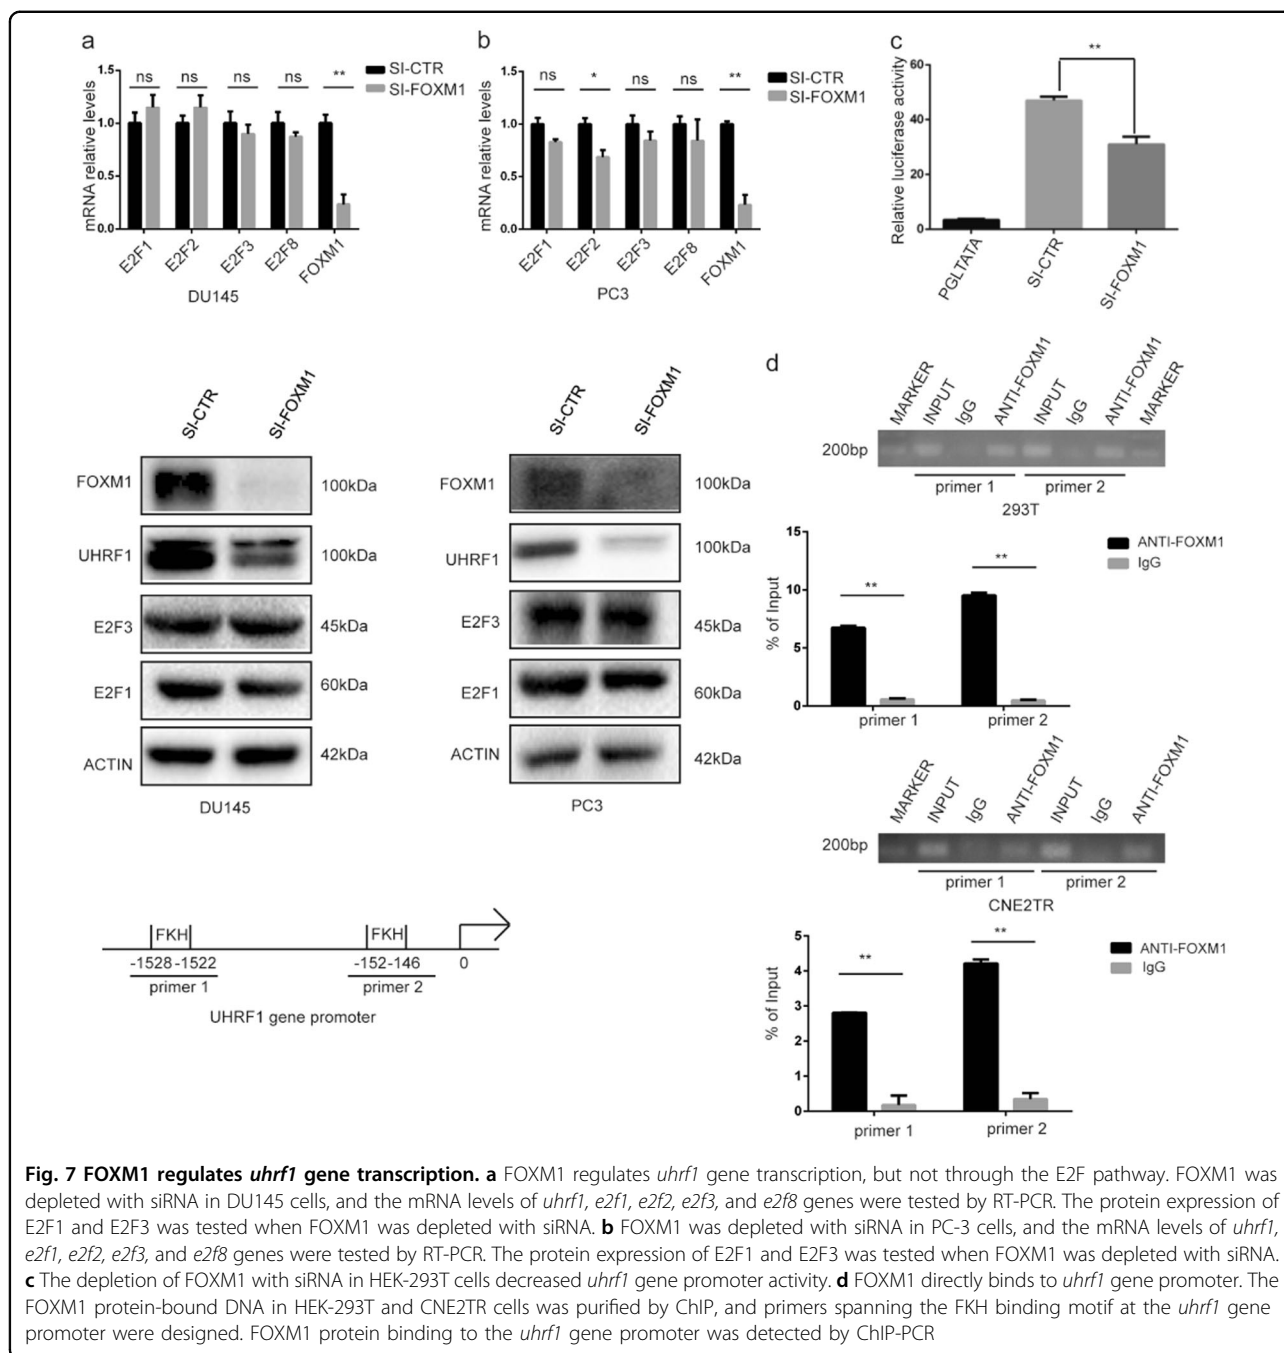 a
SI-CTR
SI-FOXM1
mRNA relative levels
1.5
1.0
0.5
0.0
ns ns ns ns **
E2F1 E2F2 E2F3 E2F8 FOXM1
DU145
b
SI-CTR
SI-FOXM1
mRNA relative levels
1.5
1.0
0.5
0.0
ns * ns ns **
E2F1 E2F2 E2F3 E2F8 FOXM1
PC3
c
Relative luciferase activity
60
40
20
0
**
PGLTATA SI-CTR SI-FOXM1
SI-CTR SI-FOXM1
FOXM1 100kDa
UHRF1 100kDa
E2F3 45kDa
E2F1 60kDa
ACTIN 42kDa
DU145
SI-CTR SI-FOXM1
FOXM1 100kDa
UHRF1 100kDa
E2F3 45kDa
E2F1 60kDa
ACTIN 42kDa
PC3
d
MARKER INPUT IgG ANTI-FOXM1 INPUT IgG ANTI-FOXM1 MARKER
200bp
primer 1 primer 2
293T
% of Input
15
10
5
0
** **
ANTI-FOXM1
IgG
primer 1 primer 2
MARKER INPUT IgG ANTI-FOXM1 INPUT IgG ANTI-FOXM1
200bp
primer 1 primer 2
CNE2TR
% of Input
5
4
3
2
1
0
** **
ANTI-FOXM1
IgG
primer 1 primer 2
FKH FKH
-1528-1522 -152-146 0
primer 1 primer 2
UHRF1 gene promoter
Fig. 7 FOXM1 regulates uhrf1 gene transcription. a FOXM1 regulates uhrf1 gene transcription, but not through the E2F pathway. FOXM1 was
depleted with siRNA in DU145 cells, and the mRNA levels of uhrf1, e2f1, e2f2, e2f3, and e2f8 genes were tested by RT-PCR. The protein expression of
E2F1 and E2F3 was tested when FOXM1 was depleted with siRNA. b FOXM1 was depleted with siRNA in PC-3 cells, and the mRNA levels of uhrf1,
e2f1, e2f2, e2f3, and e2f8 genes were tested by RT-PCR. The protein expression of E2F1 and E2F3 was tested when FOXM1 was depleted with siRNA.
c The depletion of FOXM1 with siRNA in HEK-293T cells decreased uhrf1 gene promoter activity. d FOXM1 directly binds to uhrf1 gene promoter. The
FOXM1 protein-bound DNA in HEK-293T and CNE2TR cells was purified by ChIP, and primers spanning the FKH binding motif at the uhrf1 gene
promoter were designed. FOXM1 protein binding to the uhrf1 gene promoter was detected by ChIP-PCR